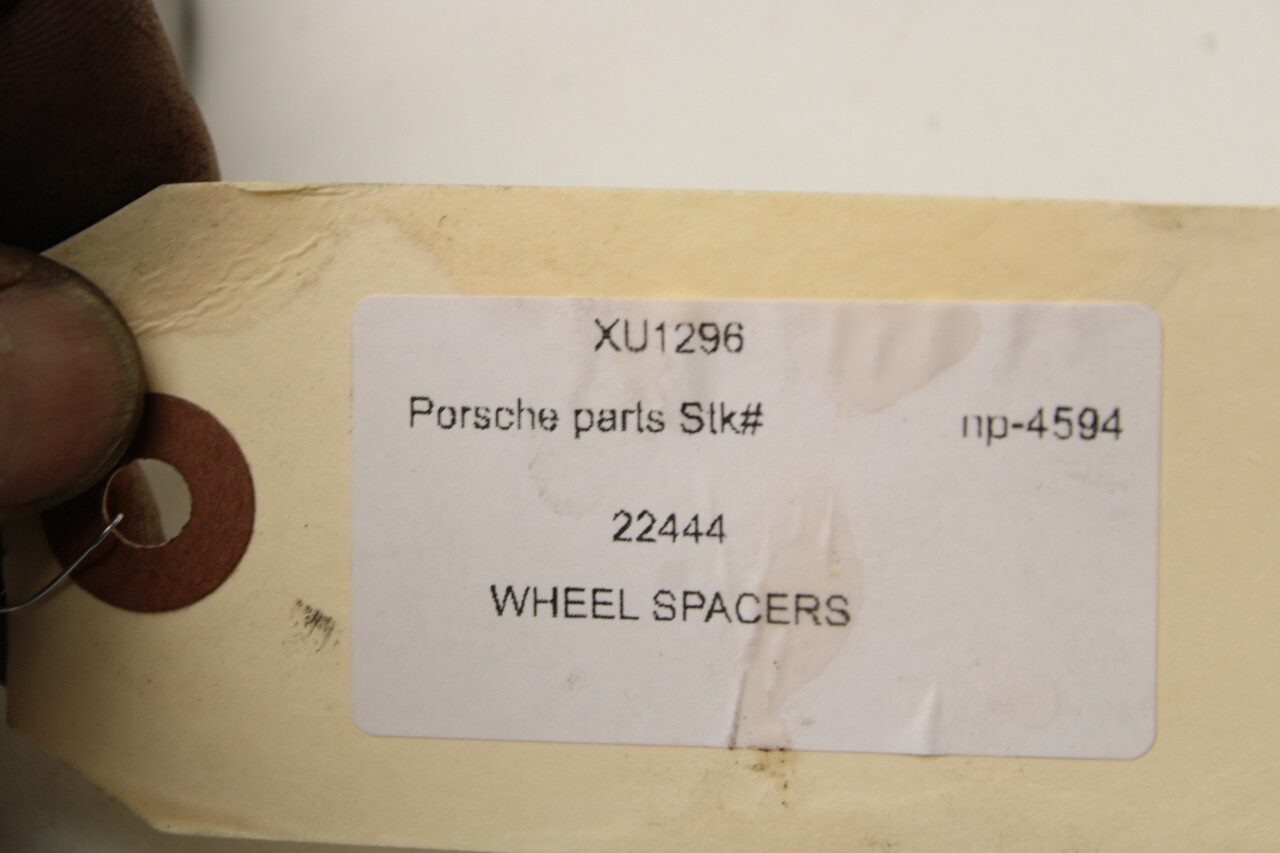 XU1296
Porsche parts Stk# np-4594
22444
WHEEL SPACERS